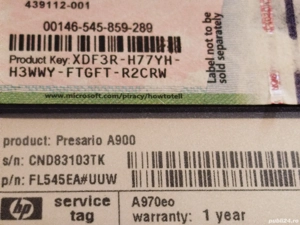 439112-001
00146-545-859-289
Product Key: XDF3R-H77YH-
H3WWY-FTGFT-R2CRW
Label not to be
sold separately
www.microsoft.com/piracy/howtotell
product: Presario A900
s/n: CND83103TK
p/n: FL545EA#UUW
hp
service
tag
A970eo
warranty: 1 year